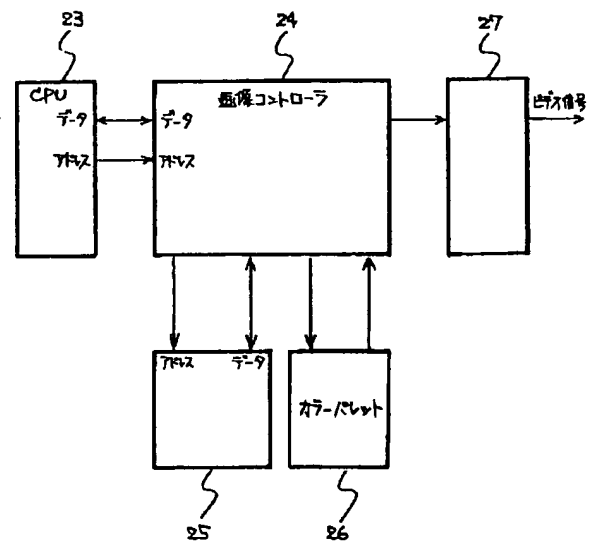 23
24
27
CPU
画像コントローラ
データ
データ
ビデオ信号
アドレス
アドレス
アドレス
データ
カラーパレット
25
26